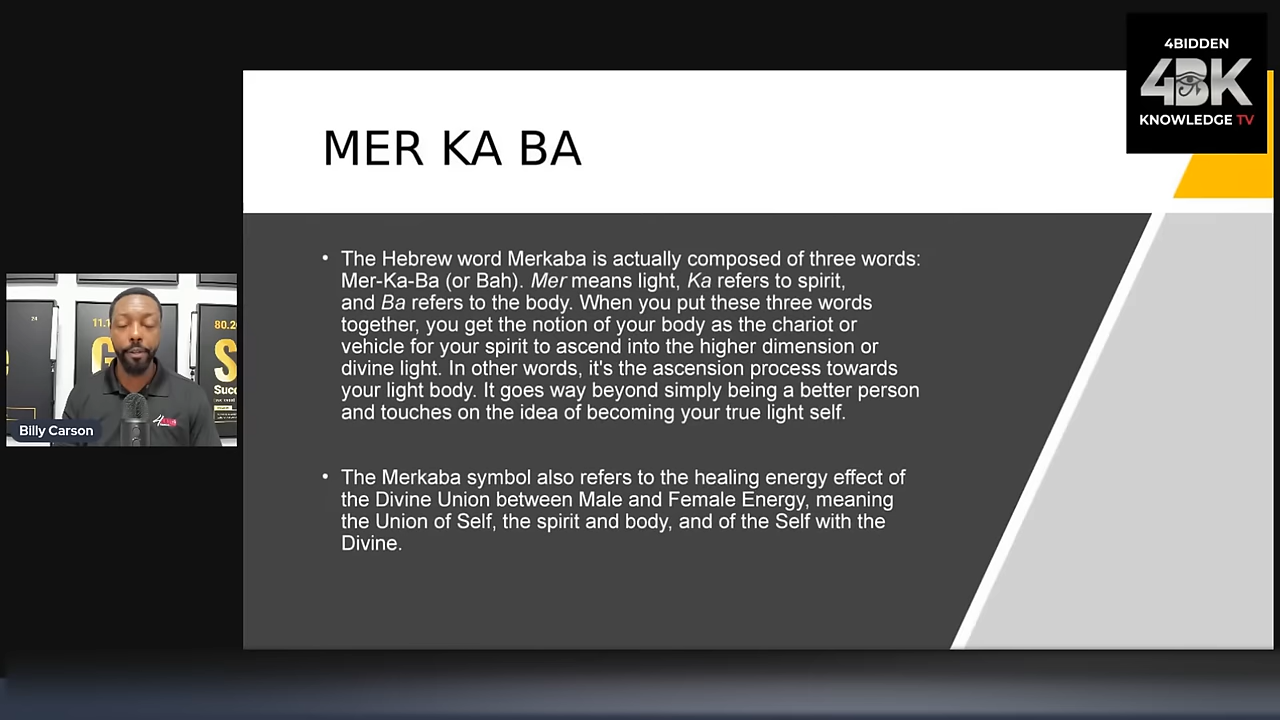 4BIDDEN
4BK
KNOWLEDGE TV
MER KA BA
• The Hebrew word Merkaba is actually composed of three words:
Mer-Ka-Ba (or Bah). Mer means light, Ka refers to spirit,
and Ba refers to the body. When you put these three words
together, you get the notion of your body as the chariot or
vehicle for your spirit to ascend into the higher dimension or
divine light. In other words, it's the ascension process towards
your light body. It goes way beyond simply being a better person
and touches on the idea of becoming your true light self.
• The Merkaba symbol also refers to the healing energy effect of
the Divine Union between Male and Female Energy, meaning
the Union of Self, the spirit and body, and of the Self with the
Divine.
24
11.1
80.2
G
S
Succ
Billy Carson